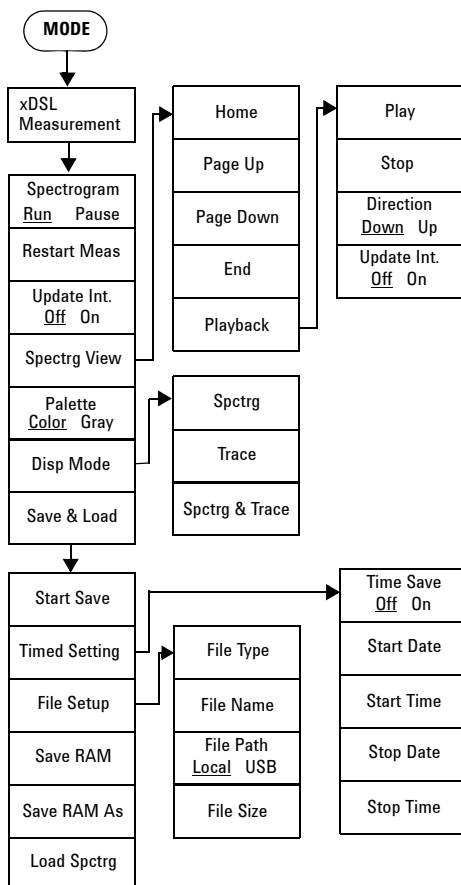 MODE
xDSL
Measurement
Spectrogram
Run Pause
Restart Meas
Update Int.
Off On
Spectrg View
Palette
Color Gray
Disp Mode
Save & Load
Home
Page Up
Page Down
End
Playback
Play
Stop
Direction
Down Up
Update Int.
Off On
Spctrg
Trace
Spctrg & Trace
Start Save
Timed Setting
File Setup
Save RAM
Save RAM As
Load Spctrg
File Type
File Name
File Path
Local USB
File Size
Time Save
Off On
Start Date
Start Time
Stop Date
Stop Time